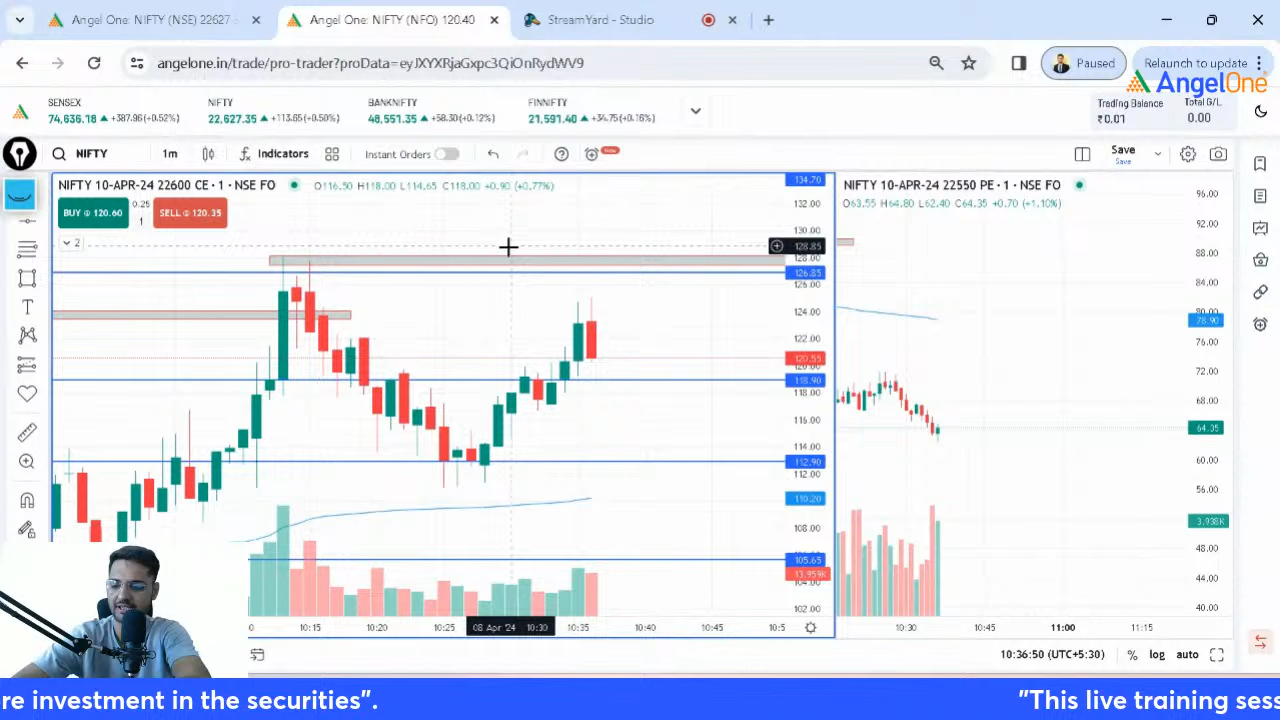 Angel One: NIFTY (NSE) 22627
Angel One: NIFTY (NFO) 120.40
StreamYard - Studio
angelone.in/trade/pro-trader?proData=eyJXYXRjaGxpc3QiOnRydWV9
Paused
Relaunch to update
AngelOne
SENSEX
74,636.18 +387.96 (+0.52%)
NIFTY
22,627.35 +113.65 (+0.50%)
BANKNIFTY
48,551.35 +58.30 (+0.12%)
FINNIFTY
21,591.40 +34.75 (+0.16%)
Trading Balance
₹0.01
Total G/L
0.00
NIFTY
1m
Indicators
Instant Orders
New
Save
Save
NIFTY 10-APR-24 22600 CE · 1 · NSE FO
O116.50 H118.00 L114.65 C118.00 +0.90 (+0.77%)
BUY @ 120.60
0.25
1
SELL @ 120.35
2
134.70
132.00
130.00
128.85
128.00
126.85
126.00
124.00
122.00
120.55
120.00
118.90
118.00
116.00
114.00
112.90
112.00
110.20
108.00
105.65
13.959K
104.00
102.00
10:15
10:20
08 Apr '24 10:30
10:35
10:40
10:45
10:5
NIFTY 10-APR-24 22550 PE · 1 · NSE FO
O63.55 H64.80 L62.40 C64.35 +0.70 (+1.10%)
96.00
92.00
88.00
84.00
80.00
78.90
76.00
72.00
68.00
64.35
60.00
56.00
3.938K
48.00
44.00
40.00
10:30
10:45
11:00
11:15
10:36:50 (UTC+5:30)
%
log
auto
re investment in the securities”.
"This live training sess